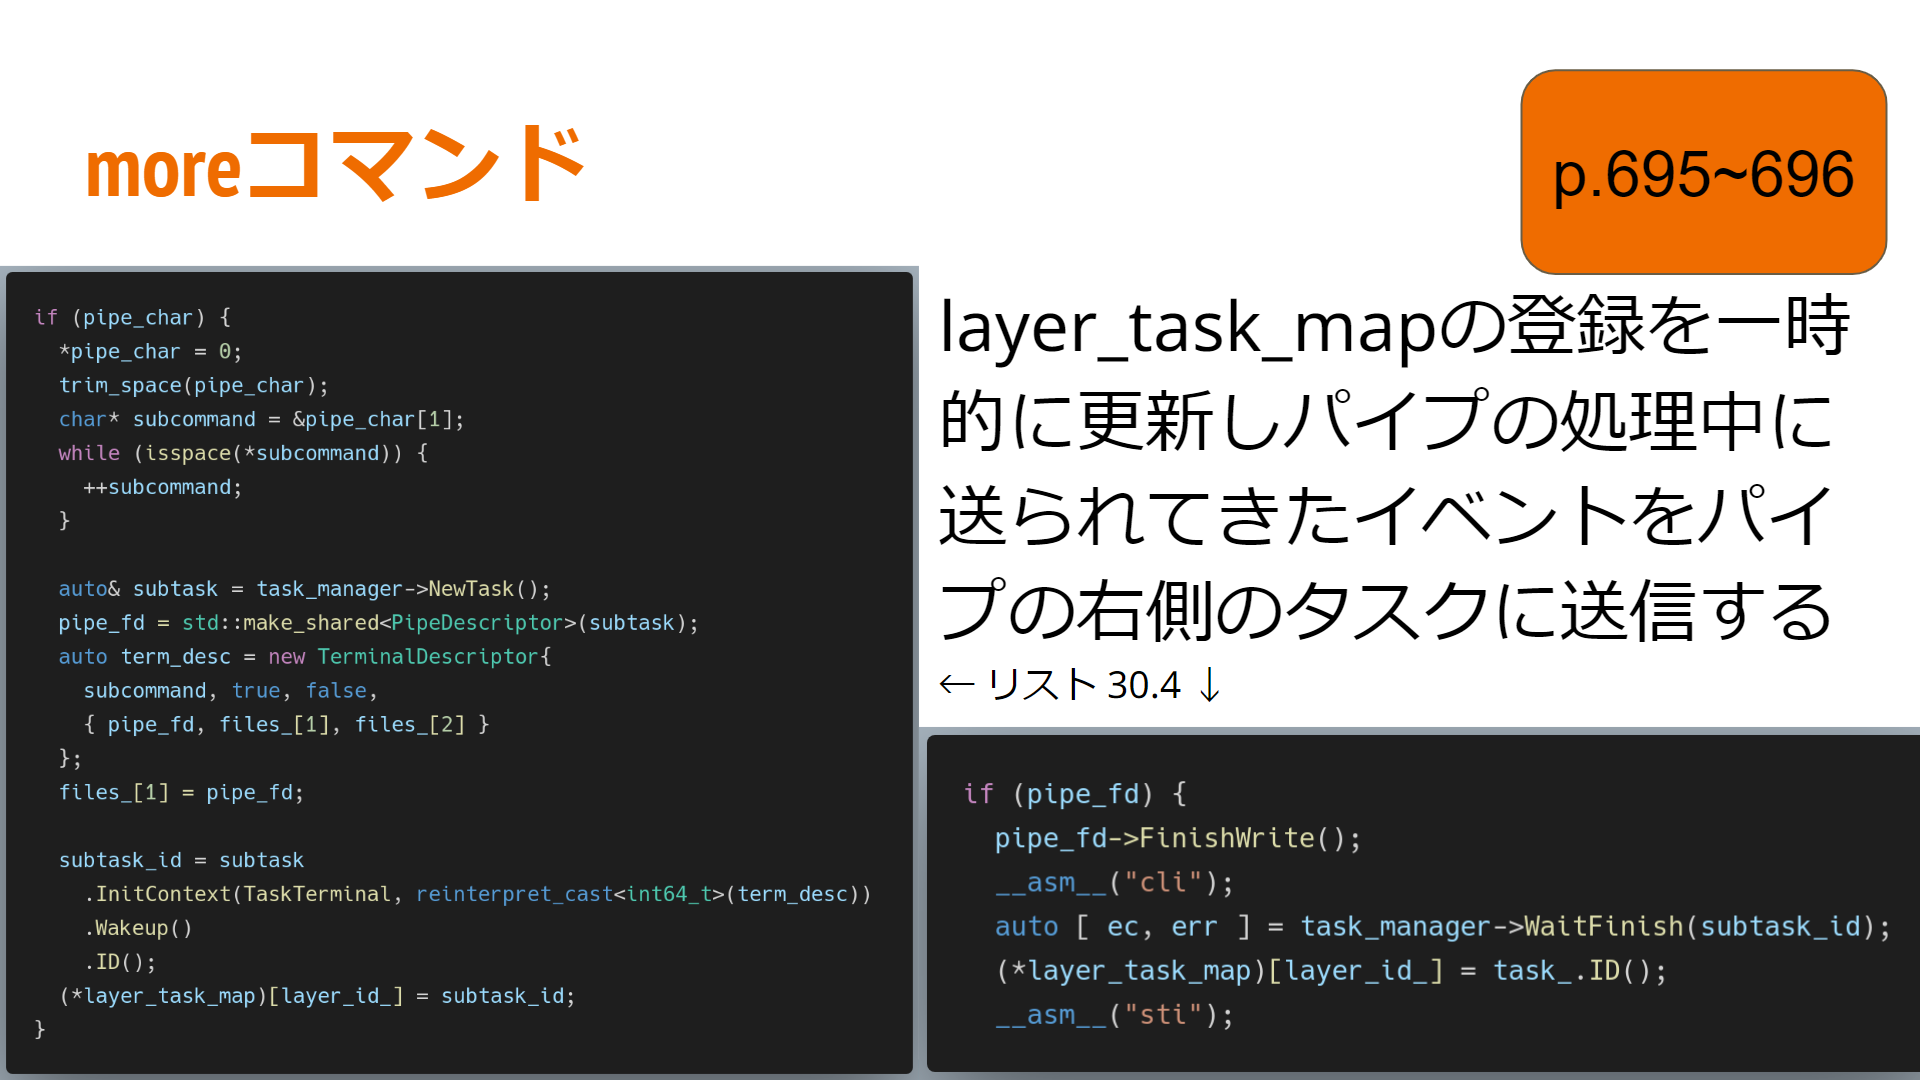 moreコマンド
p.695~696
if (pipe_char) {
  *pipe_char = 0;
  trim_space(pipe_char);
  char* subcommand = &pipe_char[1];
  while (isspace(*subcommand)) {
    ++subcommand;
  }
  auto& subtask = task_manager->NewTask();
  pipe_fd = std::make_shared<PipeDescriptor>(subtask);
  auto term_desc = new TerminalDescriptor{
    subcommand, true, false,
    { pipe_fd, files_[1], files_[2] }
  };
  files_[1] = pipe_fd;
  subtask_id = subtask
    .InitContext(TaskTerminal, reinterpret_cast<int64_t>(term_desc))
    .Wakeup()
    .ID();
  (*layer_task_map)[layer_id_] = subtask_id;
}
layer_task_mapの登録を一時
的に更新しパイプの処理中に
送られてきたイベントをパイ
プの右側のタスクに送信する
← リスト 30.4 ↓
if (pipe_fd) {
  pipe_fd->FinishWrite();
  __asm__("cli");
  auto [ ec, err ] = task_manager->WaitFinish(subtask_id);
  (*layer_task_map)[layer_id_] = task_.ID();
  __asm__("sti");